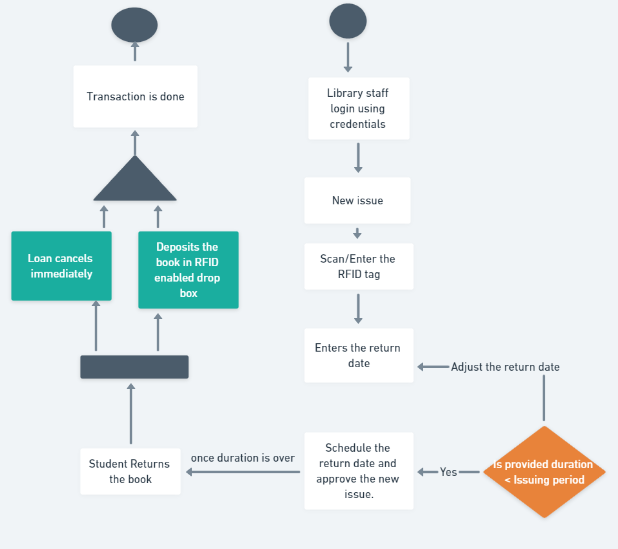 Library staff
login using
credentials
New issue
Scan/Enter the
RFID tag
Enters the return
date
Adjust the return date
Is provided duration
< Issuing period
Yes
Schedule the
return date and
approve the new
issue.
once duration is over
Student Returns
the book
Loan cancels
immediately
Deposits the
book in RFID
enabled drop
box
Transaction is done